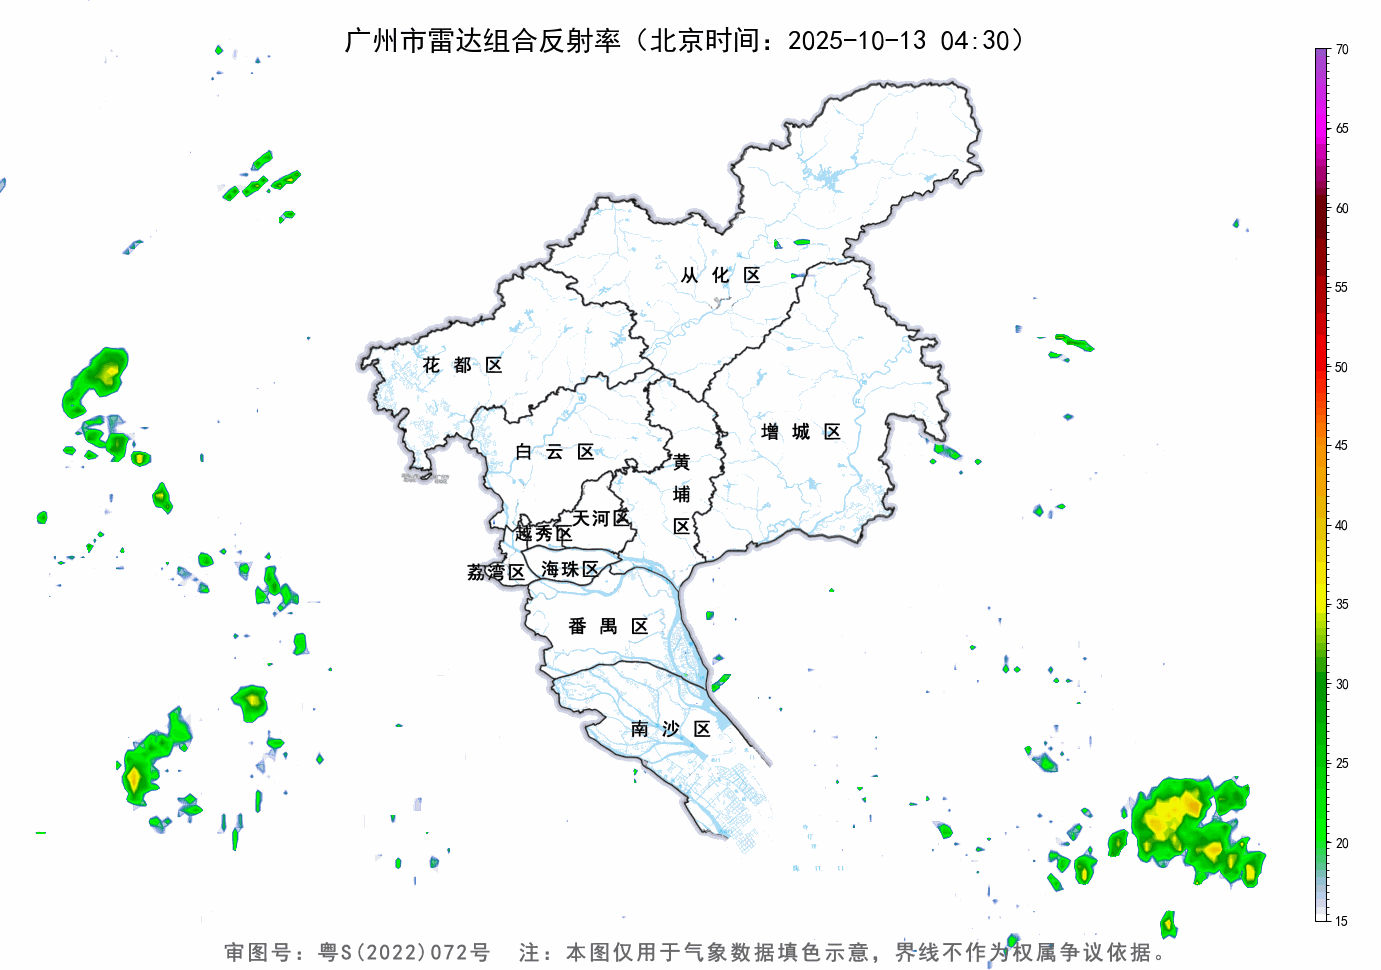 广州市雷达组合反射率（北京时间：2025-10-13 04:30）
70
65
60
55
50
45
40
35
30
25
20
15
从化区
花都区
增城区
白云区
黄埔区
天河区
越秀区
荔湾区
海珠区
番禺区
南沙区
审图号：粤S(2022)072号 注：本图仅用于气象数据填色示意，界线不作为权属争议依据。